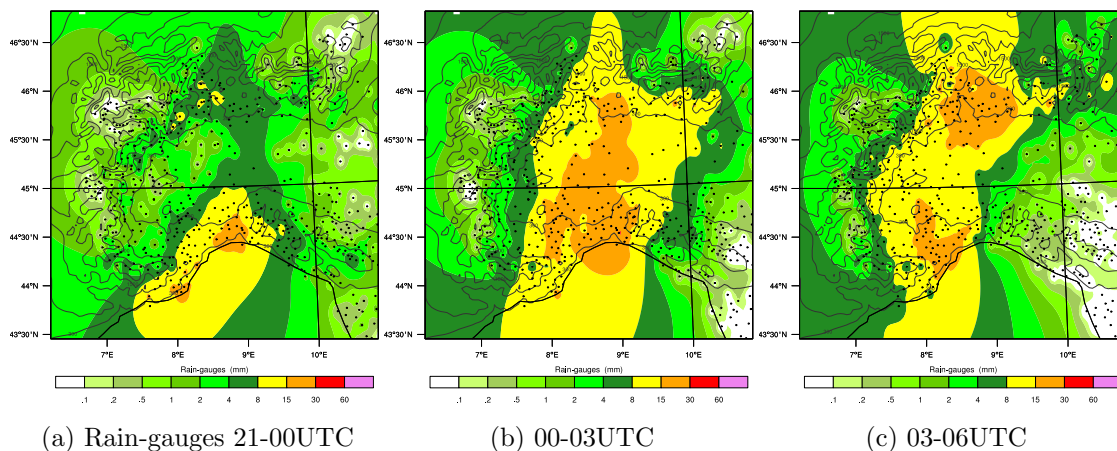 46°30'N
46°N
45°30'N
45°N
44°30'N
44°N
43°30'N
7°E 8°E 9°E 10°E
Rain-gauges (mm)
.1 .2 .5 1 2 4 8 15 30 60
(a) Rain-gauges 21-00UTC
46°30'N
46°N
45°30'N
45°N
44°30'N
44°N
43°30'N
7°E 8°E 9°E 10°E
Rain-gauges (mm)
.1 .2 .5 1 2 4 8 15 30 60
(b) 00-03UTC
46°30'N
46°N
45°30'N
45°N
44°30'N
44°N
43°30'N
7°E 8°E 9°E 10°E
Rain-gauges (mm)
.1 .2 .5 1 2 4 8 15 30 60
(c) 03-06UTC